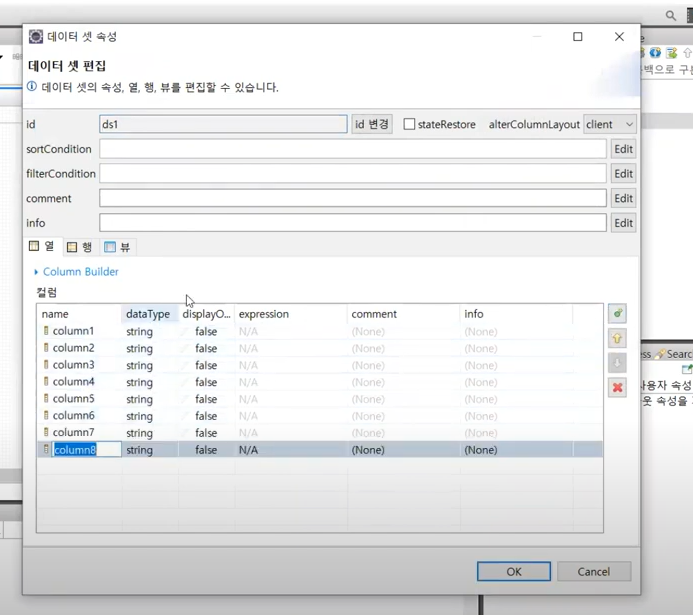 데이터 셋 속성
데이터 셋 편집
데이터 셋의 속성, 열, 행, 뷰를 편집할 수 있습니다.
id ds1 id 변경 stateRestore alterColumnLayout client
sortCondition Edit
filterCondition Edit
comment Edit
info Edit
열 행 뷰
Column Builder
컬럼
name dataType displayO... expression comment info
column1 string false N/A (None) (None)
column2 string false N/A (None) (None)
column3 string false N/A (None) (None)
column4 string false N/A (None) (None)
column5 string false N/A (None) (None)
column6 string false N/A (None) (None)
column7 string false N/A (None) (None)
column8 string false N/A (None) (None)
OK Cancel
백으로 구
ess Searc
사용자 속성
웃 속성을